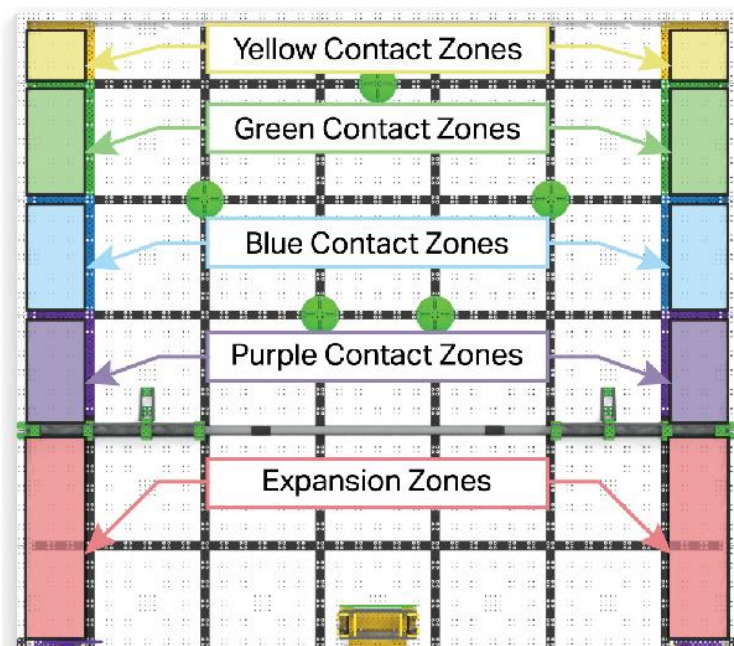 Yellow Contact Zones
Green Contact Zones
Blue Contact Zones
Purple Contact Zones
Expansion Zones